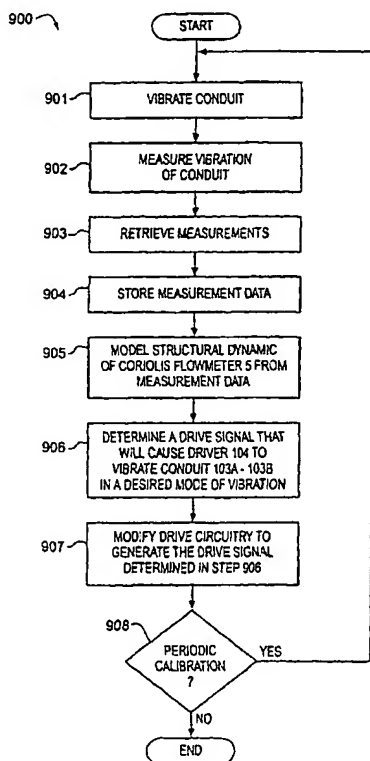 900
START
901
VIBRATE CONDUIT
902
MEASURE VIBRATION
OF CONDUIT
903
RETRIEVE MEASUREMENTS
904
STORE MEASUREMENT DATA
905
MODEL STRUCTURAL DYNAMIC
OF CORIOLIS FLOWMETER 5 FROM
MEASUREMENT DATA
906
DETERMINE A DRIVE SIGNAL THAT
WILL CAUSE DRIVER 104 TO
VIBRATE CONDUIT 103A - 103B
IN A DESIRED MODE OF VIBRATION
907
MODIFY DRIVE CIRCUITRY TO
GENERATE THE DRIVE SIGNAL
DETERMINED IN STEP 906
908
PERIODIC
CALIBRATION
?
YES
NO
END